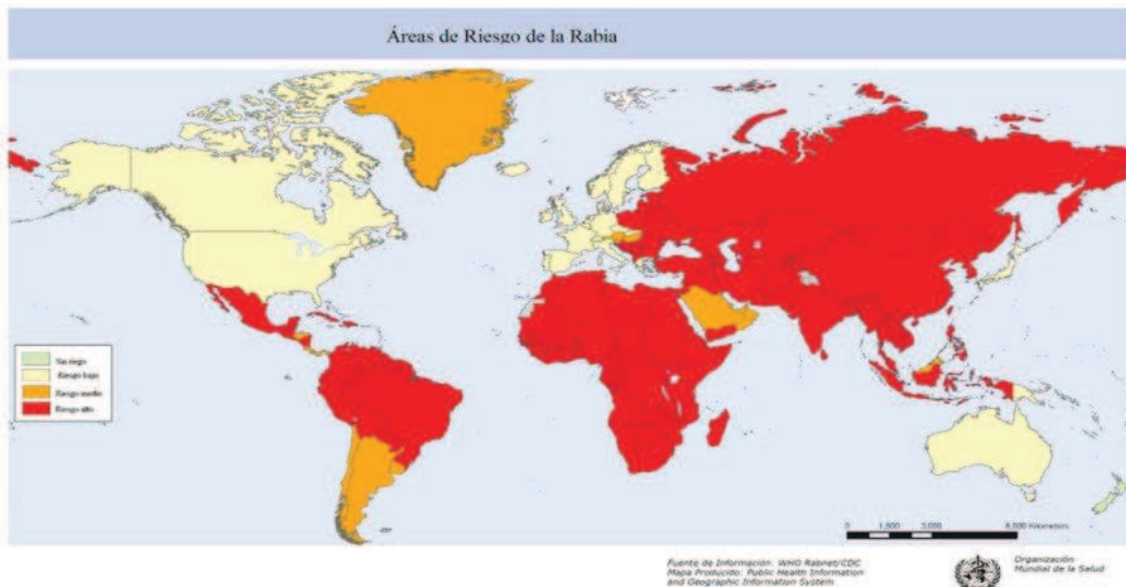 Áreas de Riesgo de la Rabia
Sin riego
Riesgo bajo
Riesgo medio
Riesgo alto
0 1,500 3,000 6,000 Kilometers
Fuente de Información: WHO Rabnet/CDC
Mapa Producido: Public Health Information
and Geographic Information System
Organización
Mundial de la Salud